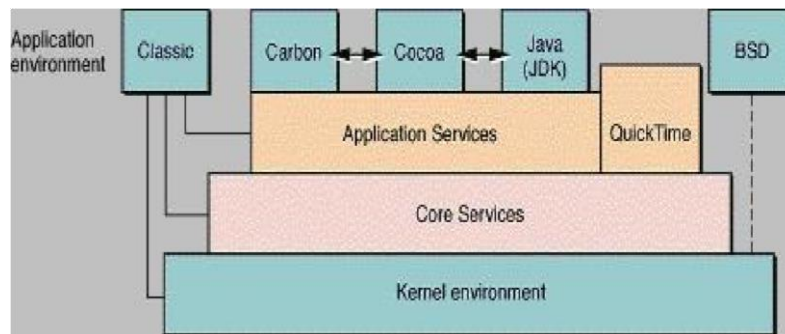 Application
environment
Classic
Carbon
Cocoa
Java
(JDK)
BSD
Application Services
QuickTime
Core Services
Kernel environment